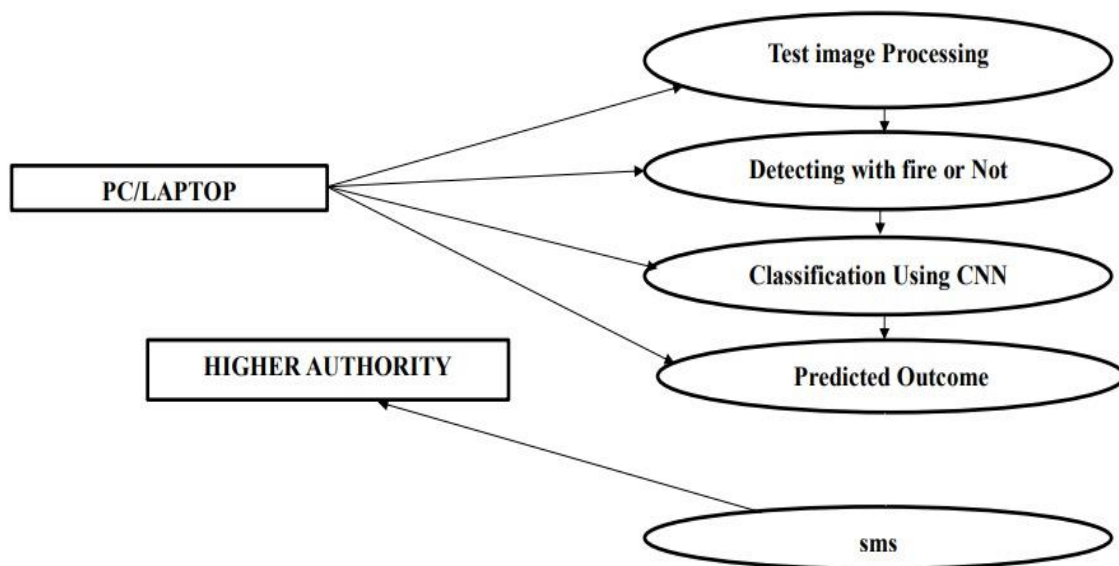 Test image Processing
Detecting with fire or Not
PC/LAPTOP
Classification Using CNN
HIGHER AUTHORITY
Predicted Outcome
sms